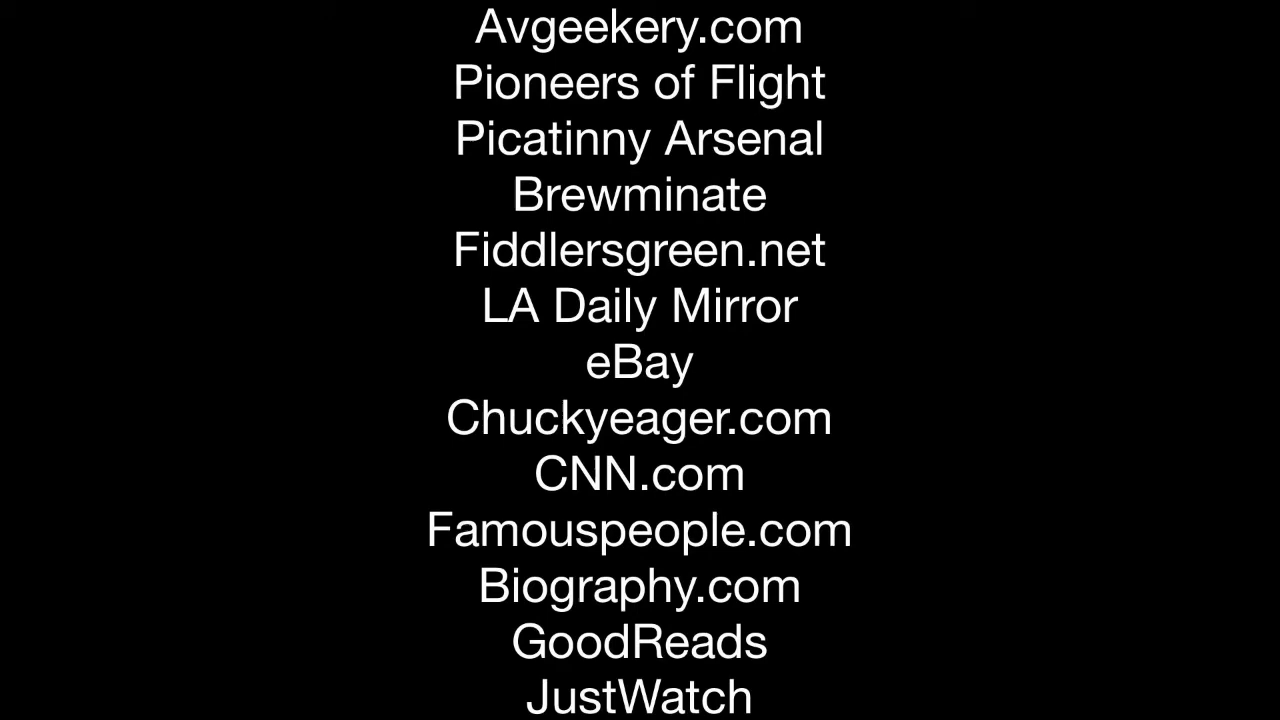 Avgeekery.com
Pioneers of Flight
Picatinny Arsenal
Brewminate
Fiddlersgreen.net
LA Daily Mirror
eBay
Chuckyeager.com
CNN.com
Famouspeople.com
Biography.com
GoodReads
JustWatch